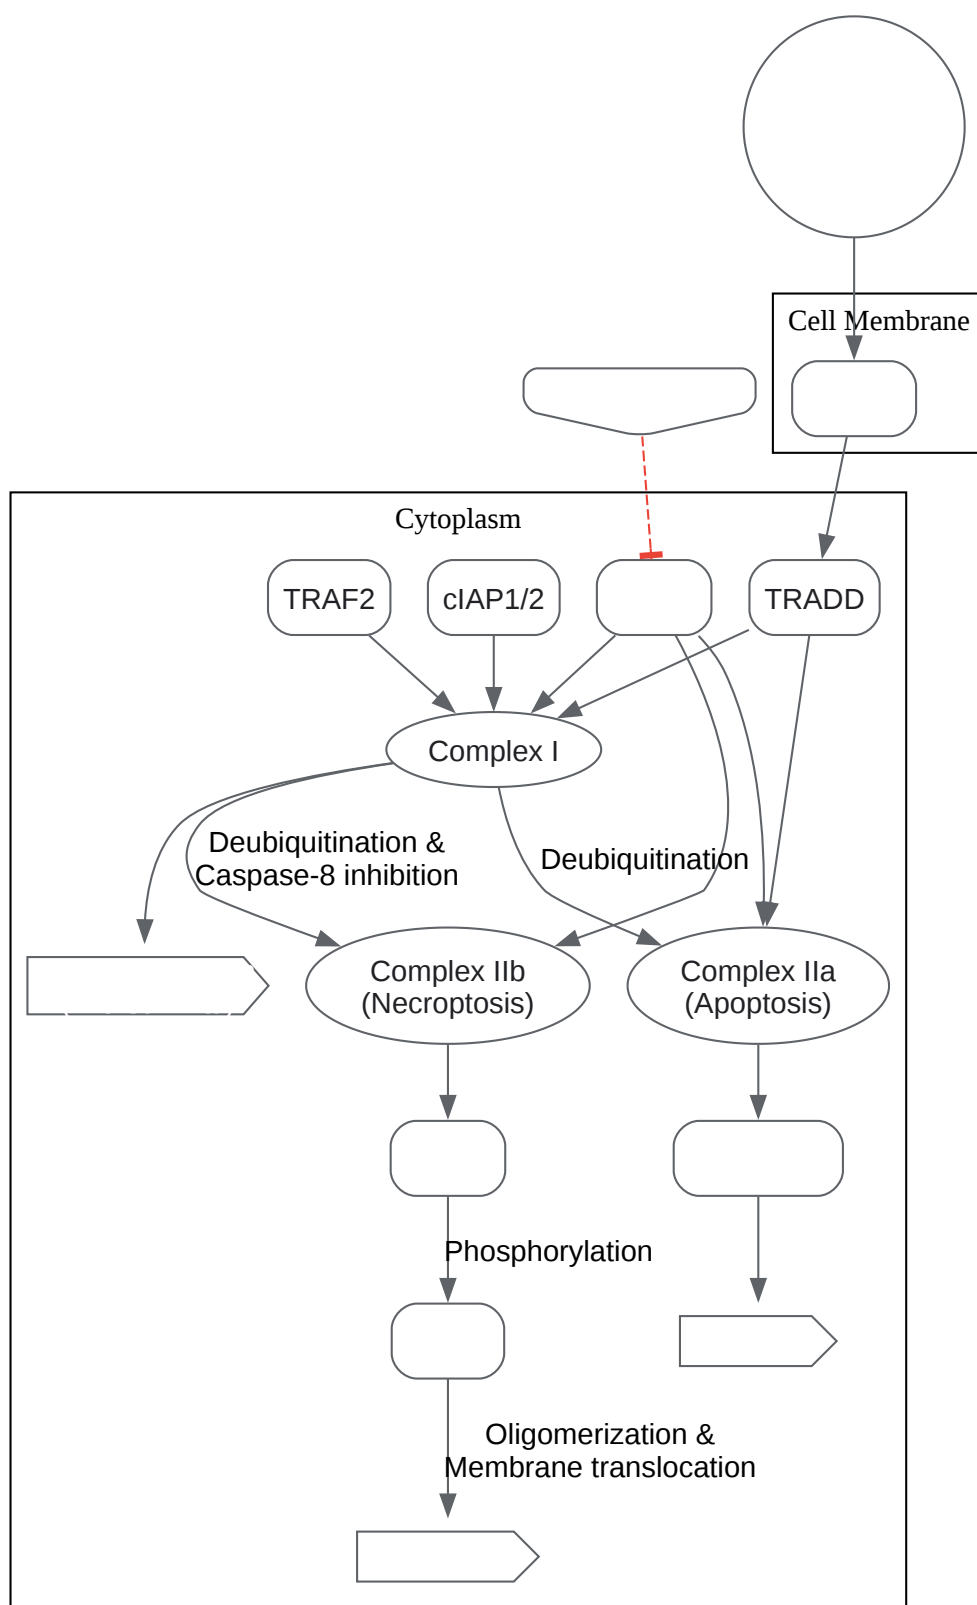 Cell Membrane
Cytoplasm
TRAF2
cIAP1/2
TRADD
Complex I
Deubiquitination &
Caspase-8 inhibition
Deubiquitination
Complex IIb
(Necroptosis)
Complex IIa
(Apoptosis)
Phosphorylation
Oligomerization &
Membrane translocation